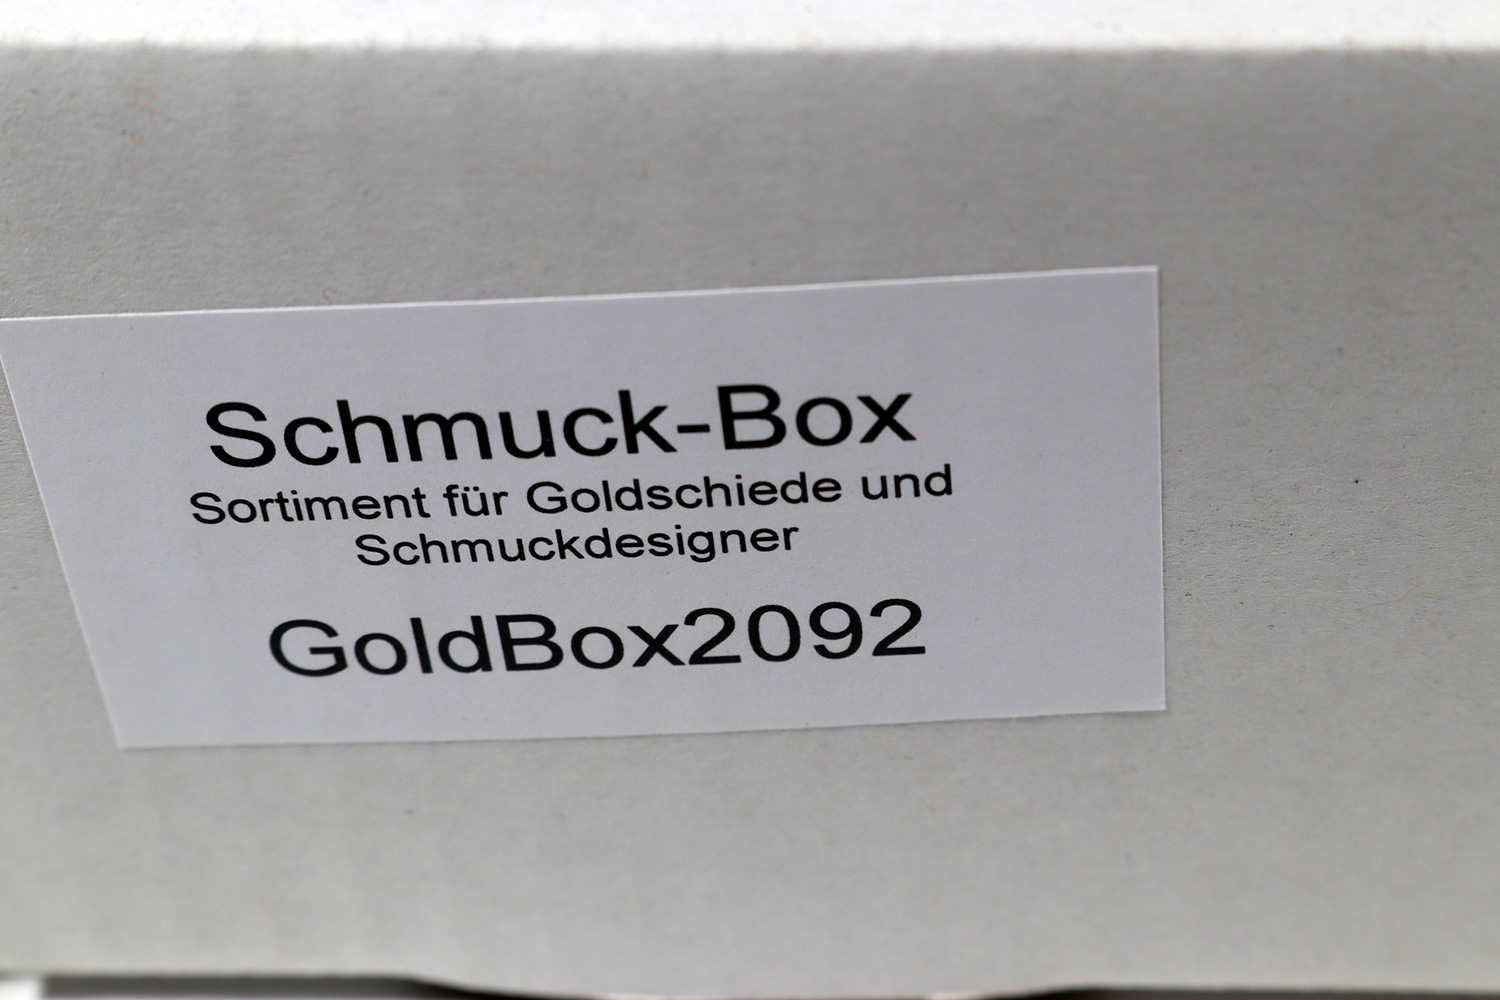 Schmuck-Box
Sortiment für Goldschiede und
Schmuckdesigner
GoldBox2092